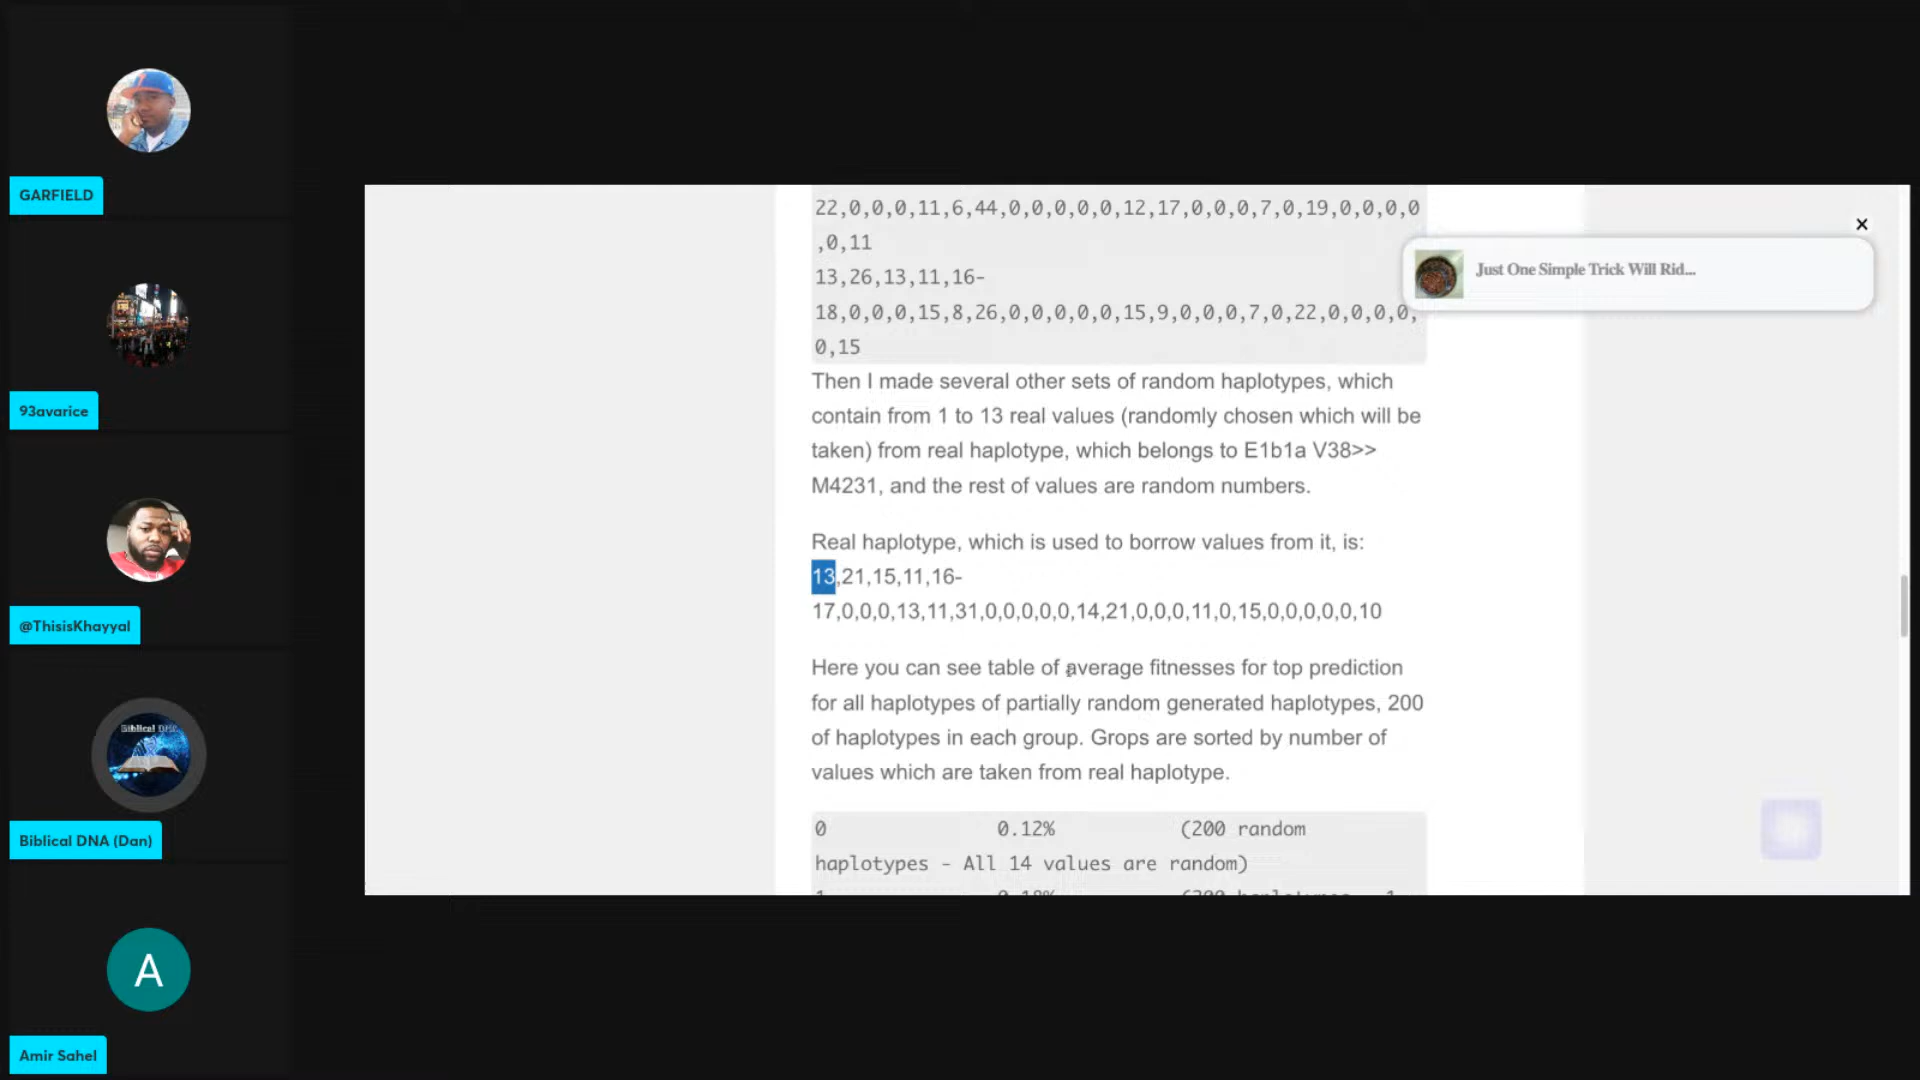 GARFIELD
93avarice
@ThisisKhayyal
Biblical DNA
Biblical DNA (Dan)
A
Amir Sahel
22,0,0,0,11,6,44,0,0,0,0,0,12,17,0,0,0,7,0,19,0,0,0,0
,0,11
13,26,13,11,16-
18,0,0,0,15,8,26,0,0,0,0,0,15,9,0,0,0,7,0,22,0,0,0,0,
0,15
Then I made several other sets of random haplotypes, which
contain from 1 to 13 real values (randomly chosen which will be
taken) from real haplotype, which belongs to E1b1a V38>>
M4231, and the rest of values are random numbers.
Real haplotype, which is used to borrow values from it, is:
13,21,15,11,16-
17,0,0,0,13,11,31,0,0,0,0,0,14,21,0,0,0,11,0,15,0,0,0,0,0,10
Here you can see table of average fitnesses for top prediction
for all haplotypes of partially random generated haplotypes, 200
of haplotypes in each group. Grops are sorted by number of
values which are taken from real haplotype.
0 0.12% (200 random
haplotypes - All 14 values are random)
Just One Simple Trick Will Rid...